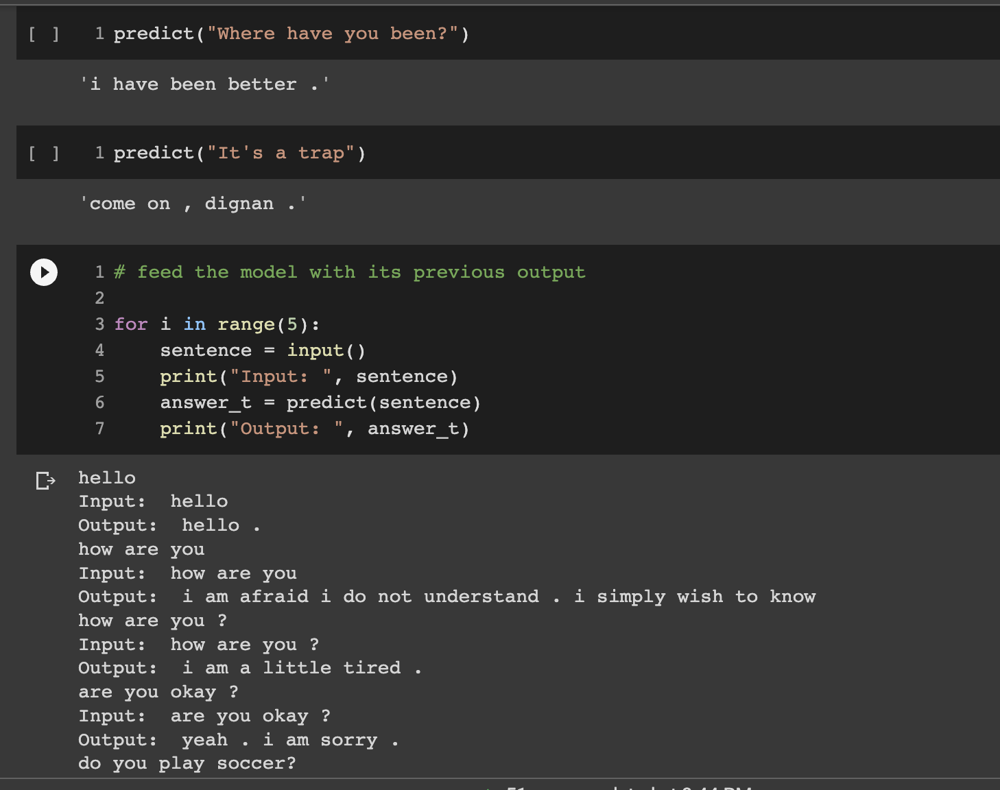 [ ] 1 predict("Where have you been?")
'i have been better .'
[ ] 1 predict("It's a trap")
'come on , dignan .'
1 # feed the model with its previous output
2
3 for i in range(5):
4     sentence = input()
5     print("Input: ", sentence)
6     answer_t = predict(sentence)
7     print("Output: ", answer_t)
hello
Input:  hello
Output:  hello .
how are you
Input:  how are you
Output:  i am afraid i do not understand . i simply wish to know
how are you ?
Input:  how are you ?
Output:  i am a little tired .
are you okay ?
Input:  are you okay ?
Output:  yeah . i am sorry .
do you play soccer?